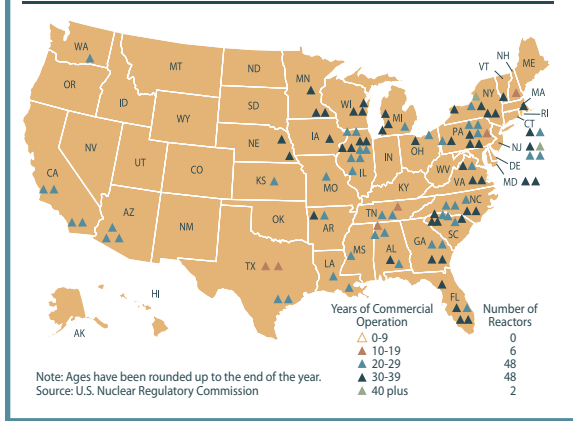 WA
MT
ND
MN
OR
ID
SD
WI
WY
MI
NH
VT
ME
NY
MA
RI
CT
NV
UT
CO
NE
IA
PA
NJ
CA
KS
MO
IL
IN
OH
WV
DE
MD
VA
KY
AZ
NM
OK
AR
TN
NC
SC
TX
LA
MS
AL
GA
FL
HI
AK
Years of Commercial Operation
Number of Reactors
0-9 0
10-19 6
20-29 48
30-39 48
40 plus 2
Note: Ages have been rounded up to the end of the year.
Source: U.S. Nuclear Regulatory Commission